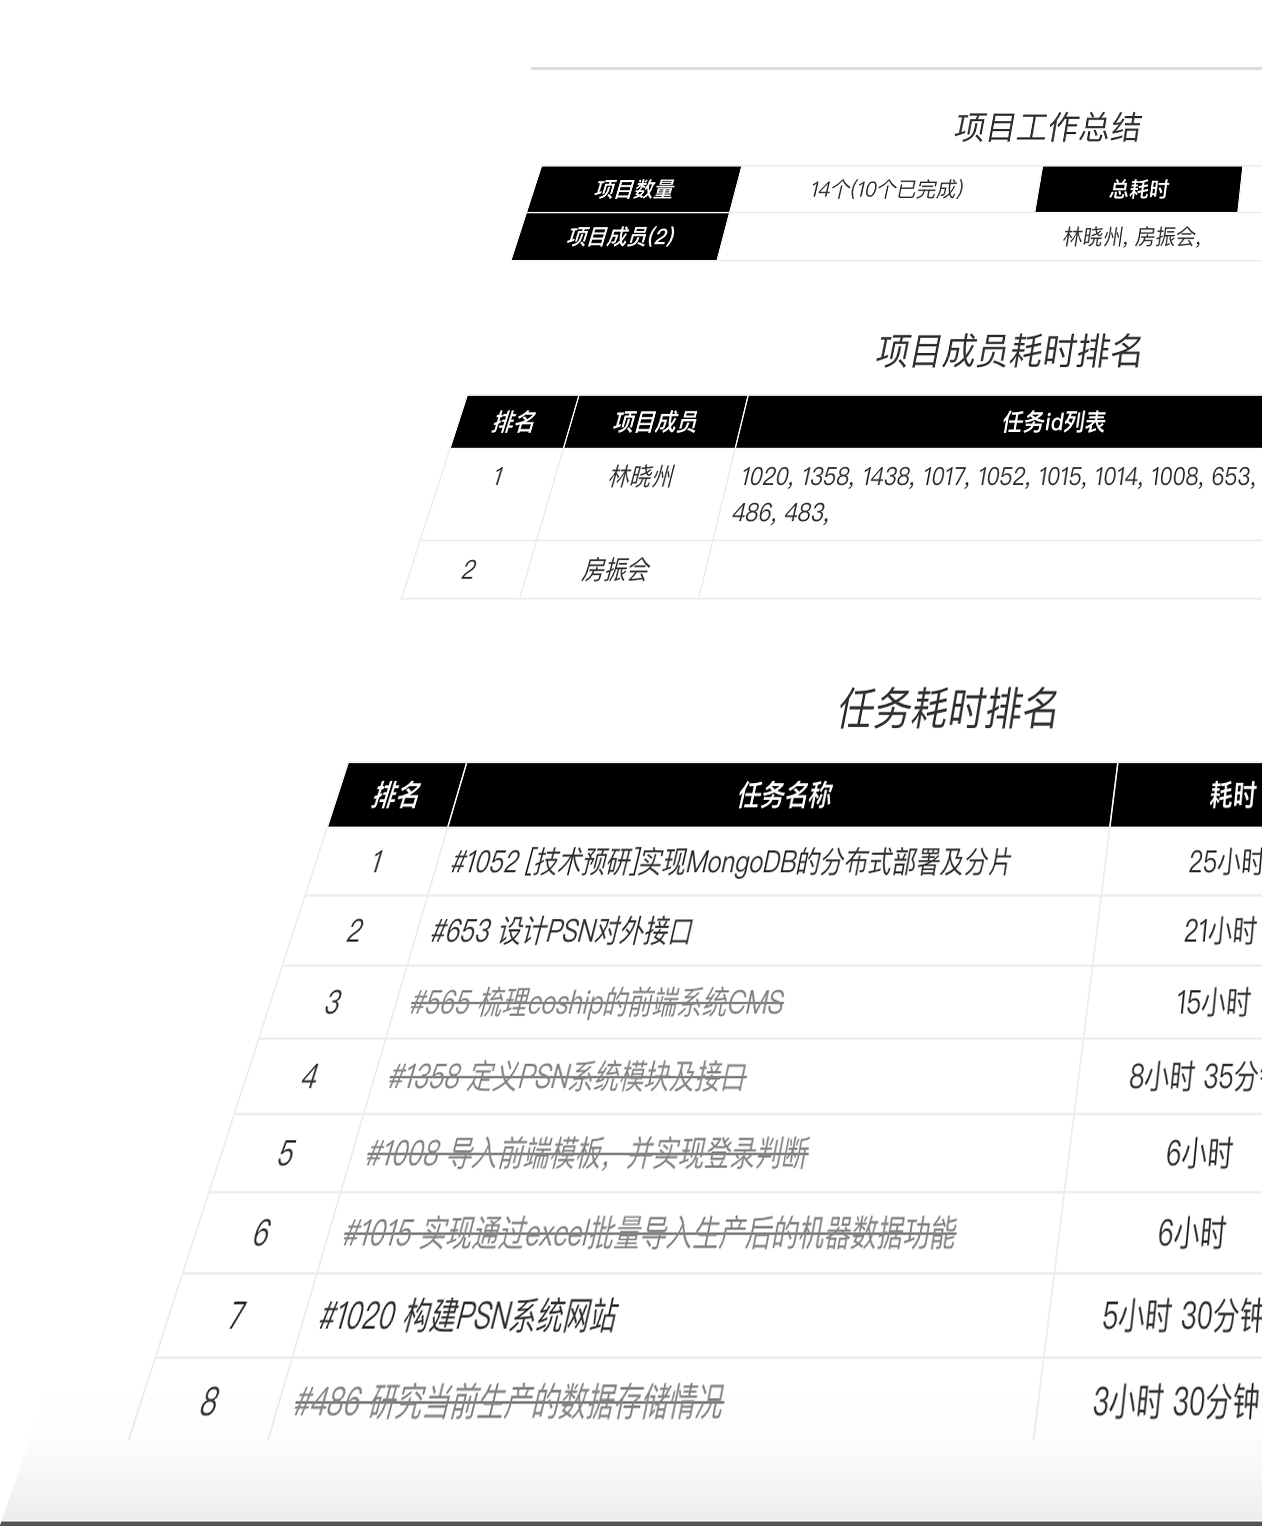 项目工作总结
项目数量 14个(10个已完成) 总耗时
项目成员(2) 林晓州, 房振会,
项目成员耗时排名
排名 项目成员 任务id列表
1 林晓州 1020, 1358, 1438, 1017, 1052, 1015, 1014, 1008, 653,
486, 483,
2 房振会
任务耗时排名
排名 任务名称 耗时
1 #1052 [技术预研]实现MongoDB的分布式部署及分片 25小时
2 #653 设计PSN对外接口 21小时
3 #565 梳理coship的前端系统CMS 15小时
4 #1358 定义PSN系统模块及接口 8小时 35分
5 #1008 导入前端模板，并实现登录判断 6小时
6 #1015 实现通过excel批量导入生产后的机器数据功能 6小时
7 #1020 构建PSN系统网站 5小时 30分钟
8 #486 研究当前生产的数据存储情况 3小时 30分钟